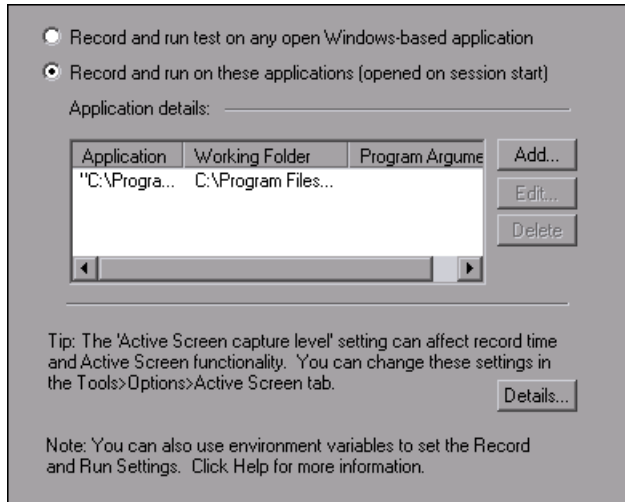 Record and run test on any open Windows-based application
Record and run on these applications (opened on session start)
Application details:
Application Working Folder Program Argume
"C:\Progra... C:\Program Files...
Add...
Edit...
Delete
Tip: The 'Active Screen capture level' setting can affect record time
and Active Screen functionality. You can change these settings in
the Tools>Options>Active Screen tab.
Details...
Note: You can also use environment variables to set the Record
and Run Settings. Click Help for more information.